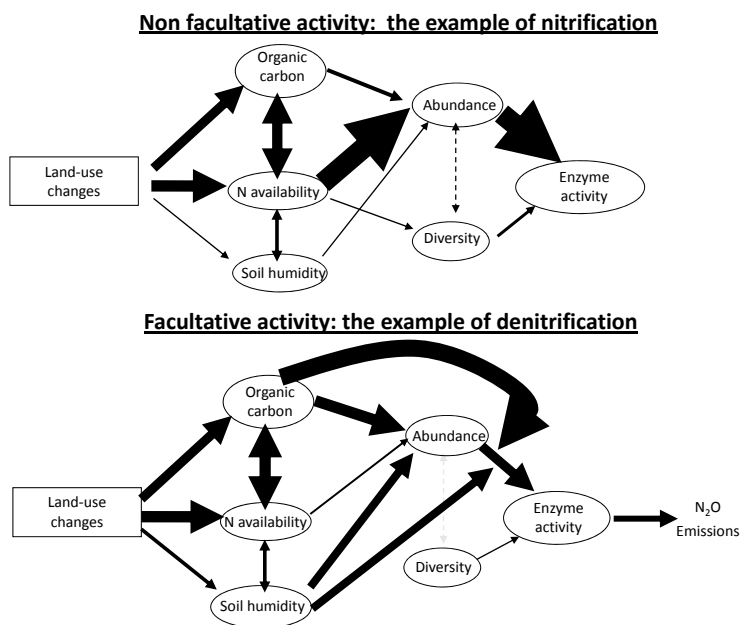 Non facultative activity:  the example of nitrification
Organic
carbon
Abundance
Land-use
changes
N availability
Enzyme
activity
Diversity
Soil humidity
Facultative activity: the example of denitrification
Organic
carbon
Abundance
Land-use
changes
N availability
Enzyme
activity
N₂O
Emissions
Diversity
Soil humidity